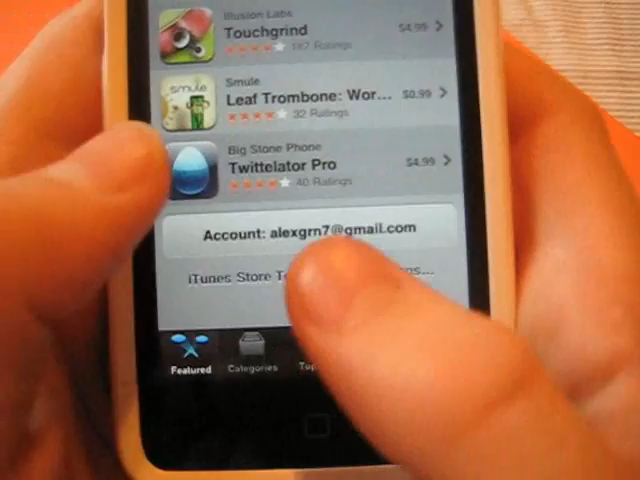 Illusion Labs
Touchgrind
$4.99
187 Ratings
smule
Smule
Leaf Trombone: Wor...
$0.99
32 Ratings
Big Stone Phone
Twittelator Pro
$4.99
40 Ratings
Account: alexgrn7@gmail.com
iTunes Store
Featured
Categories